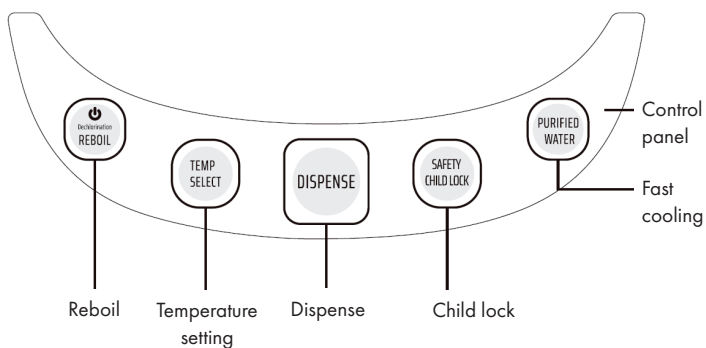 Dechlorination
REBOIL
TEMP
SELECT
DISPENSE
SAFETY
CHILD LOCK
PURIFIED
WATER
Control
panel
Fast
cooling
Reboil
Temperature
setting
Dispense
Child lock